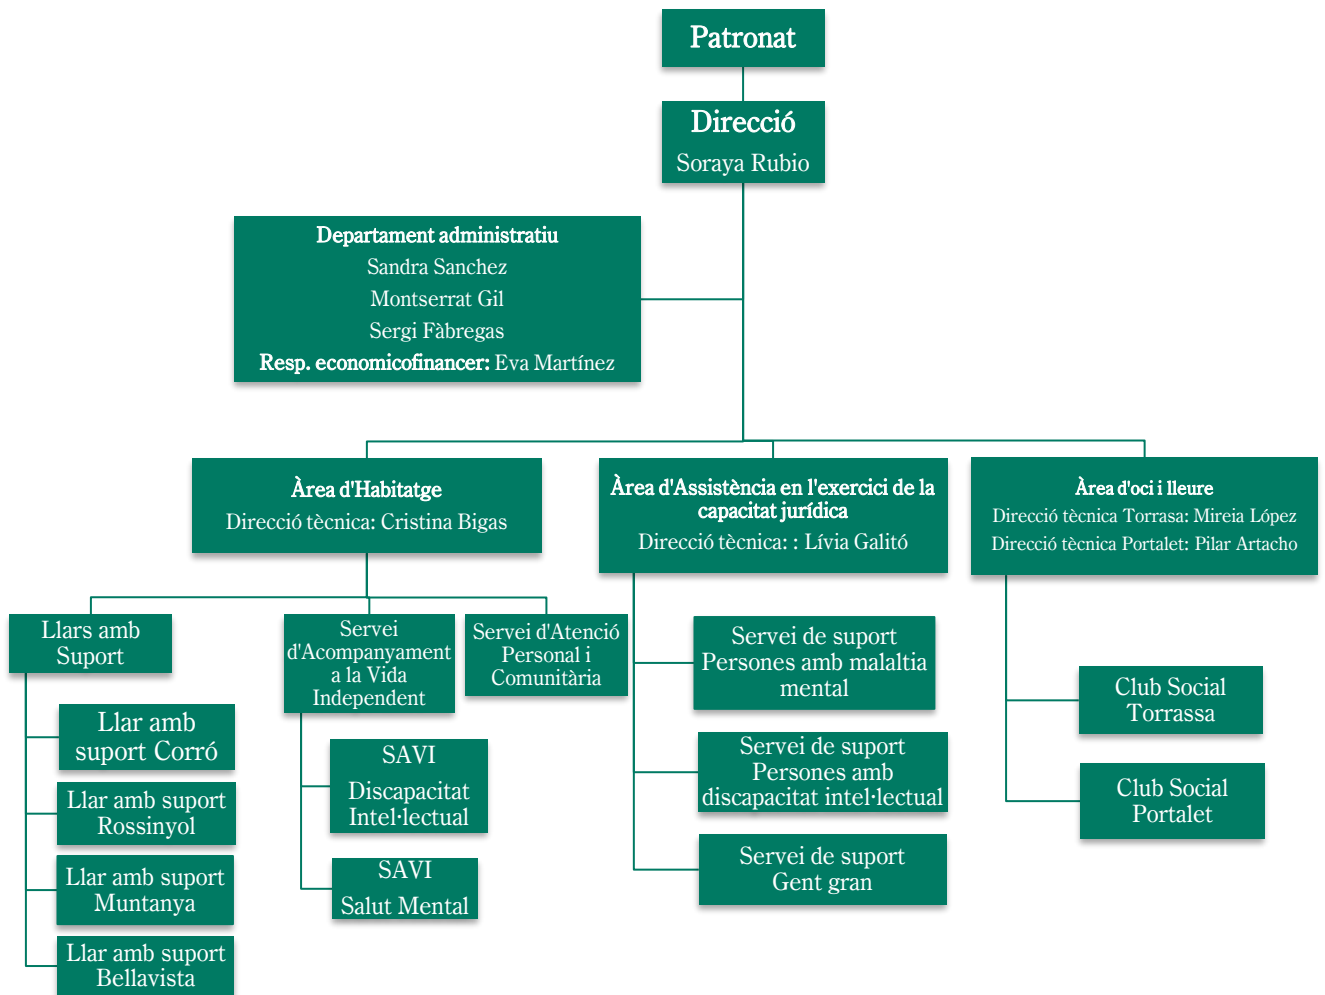 Patronat
Direcció
Soraya Rubio
Departament administratiu
Sandra Sanchez
Montserrat Gil
Sergi Fàbregas
Resp. economicofinancer: Eva Martínez
Àrea d'Habitatge
Direcció tècnica: Cristina Bigas
Àrea d'Assistència en l'exercici de la
capacitat jurídica
Direcció tècnica: : Lívia Galitó
Àrea d'oci i lleure
Direcció tècnica Torrasa: Mireia López
Direcció tècnica Portalet: Pilar Artacho
Llars amb
Suport
Llar amb
suport Corró
Llar amb suport
Rossinyol
Llar amb suport
Muntanya
Llar amb suport
Bellavista
Servei
d'Acompanyament
a la Vida
Independent
SAVI
Discapacitat
Intel·lectual
SAVI
Salut Mental
Servei d'Atenció
Personal i
Comunitària
Servei de suport
Persones amb malaltia
mental
Servei de suport
Persones amb
discapacitat intel·lectual
Servei de suport
Gent gran
Club Social
Torrassa
Club Social
Portalet